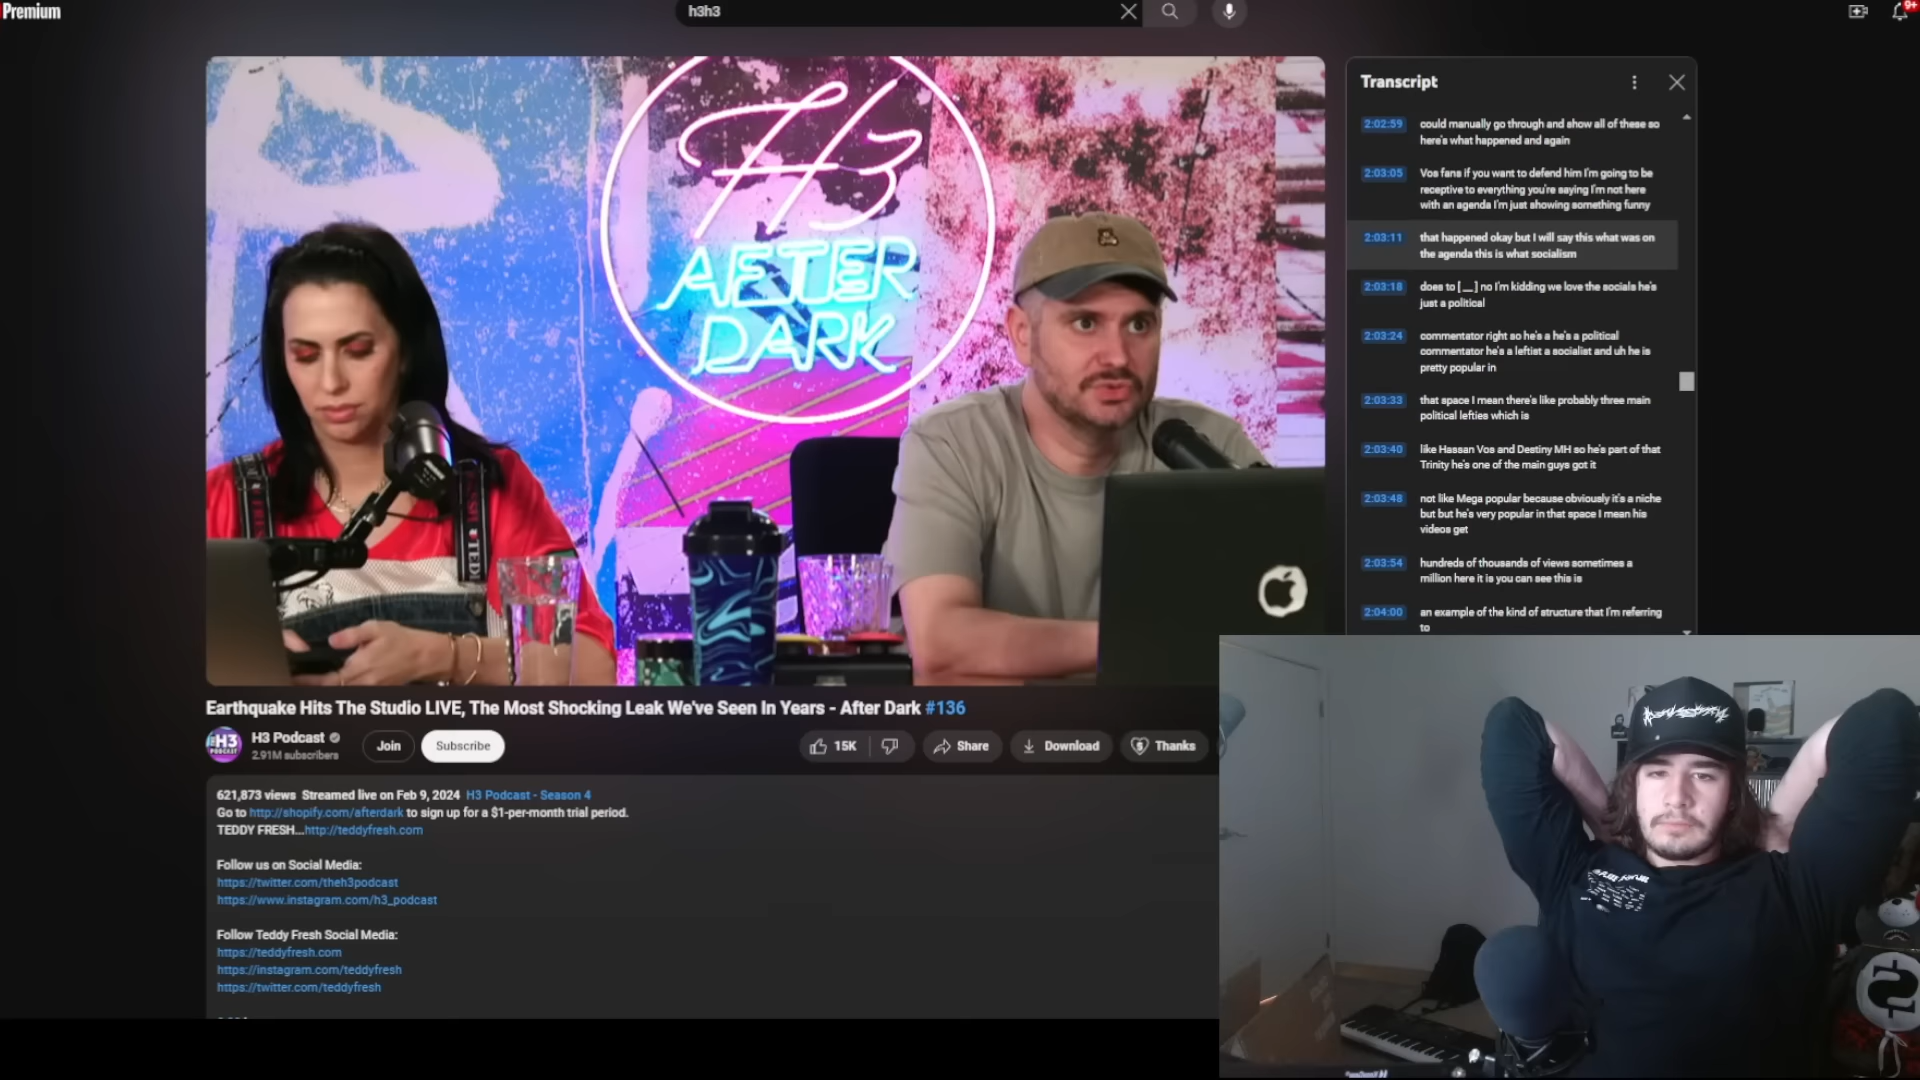 Premium
h3h3
9+
H3
AFTER
DARK
Transcript
2:02:59 could manually go through and show all of these so
here's what happened and again
2:03:05 Vos fans if you want to defend him I'm going to be
receptive to everything you're saying I'm not here
with an agenda I'm just showing something funny
2:03:11 that happened okay but I will say this what was on
the agenda this is what socialism
2:03:18 does to [ __ ] no I'm kidding we love the socials he's
just a political
2:03:24 commentator right so he's a he's a political
commentator he's a leftist a socialist and uh he is
pretty popular in
2:03:33 that space I mean there's like probably three main
political lefties which is
2:03:40 like Hassan Vos and Destiny MH so he's part of that
Trinity he's one of the main guys got it
2:03:48 not like Mega popular because obviously it's a niche
but but he's very popular in that space I mean his
videos get
2:03:54 hundreds of thousands of views sometimes a
million here it is you can see this is
2:04:00 an example of the kind of structure that I'm referring
to
Earthquake Hits The Studio LIVE, The Most Shocking Leak We've Seen In Years - After Dark #136
H3 PODCAST
H3 Podcast
2.91M subscribers
Join
Subscribe
15K
Share
Download
Thanks
621,873 views Streamed live on Feb 9, 2024 H3 Podcast - Season 4
Go to http://shopify.com/afterdark to sign up for a $1-per-month trial period.
TEDDY FRESH...http://teddyfresh.com
Follow us on Social Media:
https://twitter.com/theh3podcast
https://www.instagram.com/h3_podcast
Follow Teddy Fresh Social Media:
https://teddyfresh.com
https://instagram.com/teddyfresh
https://twitter.com/teddyfresh